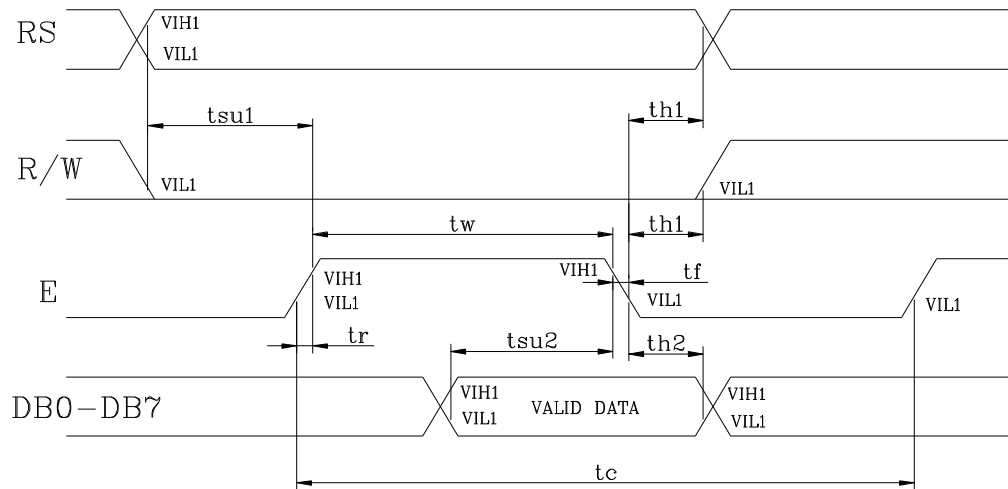 RS
VIH1
VIL1
tsu1
th1
R/W
VIL1
VIL1
tw
th1
E
VIH1
VIL1
VIH1
tf
VIL1
VIL1
tr
tsu2
th2
DB0-DB7
VIH1
VIL1
VALID DATA
VIH1
VIL1
tc